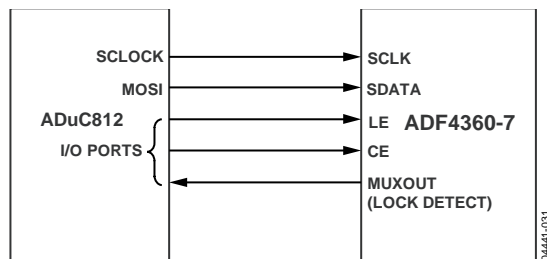 SCLOCK
SCLK
MOSI
SDATA
ADuC812
LE
ADF4360-7
I/O PORTS
CE
MUXOUT
(LOCK DETECT)
04441-031